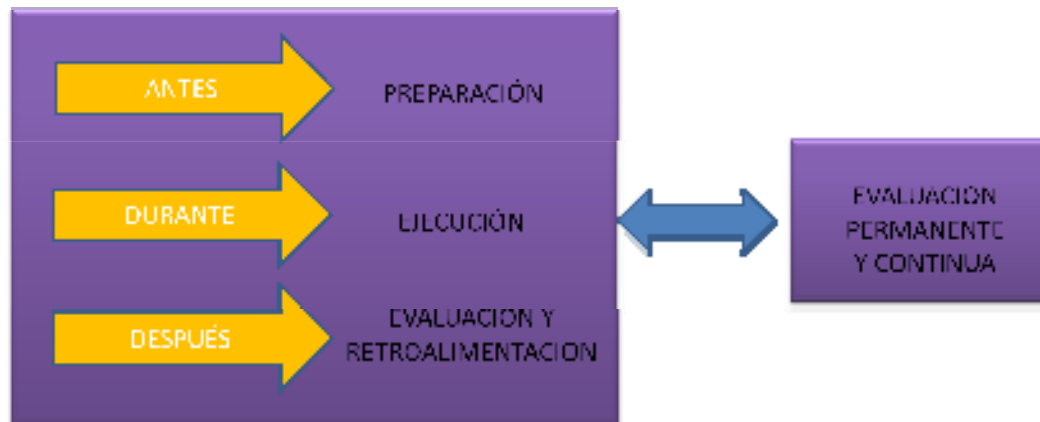 ANTES
PREPARACIÓN
DURANTE
EJECUCIÓN
DESPUÉS
EVALUACION Y
RETROALIMENTACION
EVALUACION
PERMANENTE
Y CONTINUA